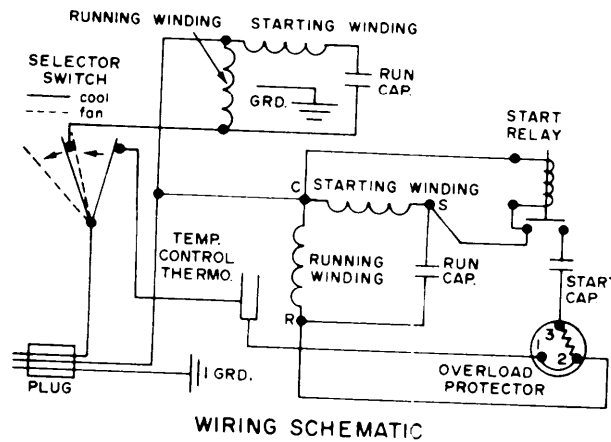 RUNNING WINDING
STARTING WINDING
SELECTOR
SWITCH
cool
fan
RUN
CAP.
GRD.
START
RELAY
C
STARTING WINDING
S
TEMP.
CONTROL
THERMO.
RUNNING
WINDING
RUN
CAP.
START
CAP.
R
3
1
2
OVERLOAD
PROTECTOR
PLUG
GRD.
WIRING SCHEMATIC